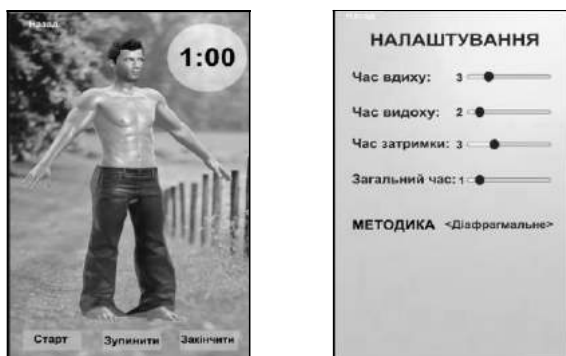 Назад
1:00
Старт Зупинити Закінчити
Назад
НАЛАШТУВАННЯ
Час вдиху: 3
Час видоху: 2
Час затримки: 3
Загальний час: 1
МЕТОДИКА <Діафрагмальне>